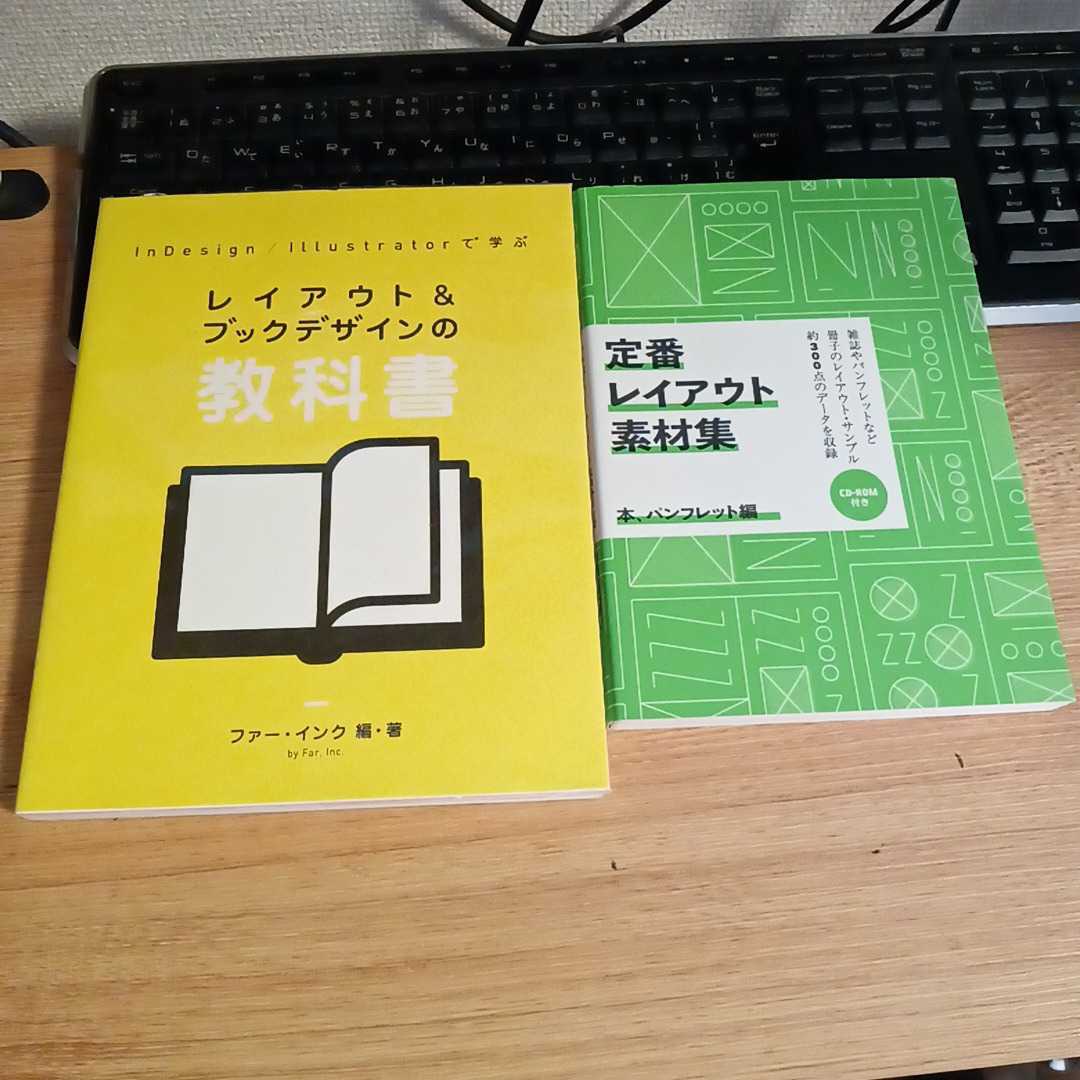 InDesign / Illustratorで学ぶ
レイアウト&
ブックデザインの
教科書
ファー・インク 編・著
by Far, Inc.
定番
レイアウト
素材集
本、パンフレット編
雑誌やパンフレットなど
冊子のレイアウト・サンプル
約300点のデータを収録
CD-ROM
付き